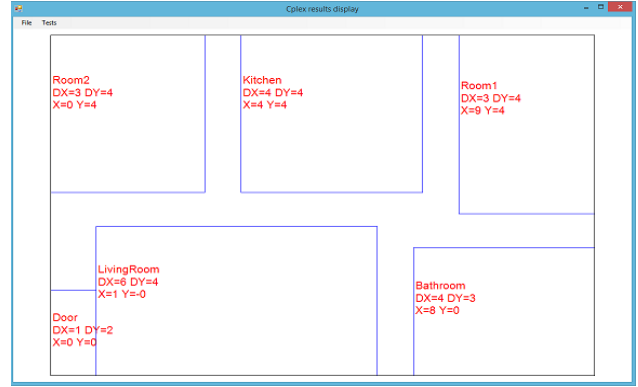 Cplex results display
File Tests
Room2
DX=3 DY=4
X=0 Y=4
Kitchen
DX=4 DY=4
X=4 Y=4
Room1
DX=3 DY=4
X=9 Y=4
LivingRoom
DX=6 DY=4
X=1 Y=-0
Bathroom
DX=4 DY=3
X=8 Y=0
Door
DX=1 DY=2
X=0 Y=0